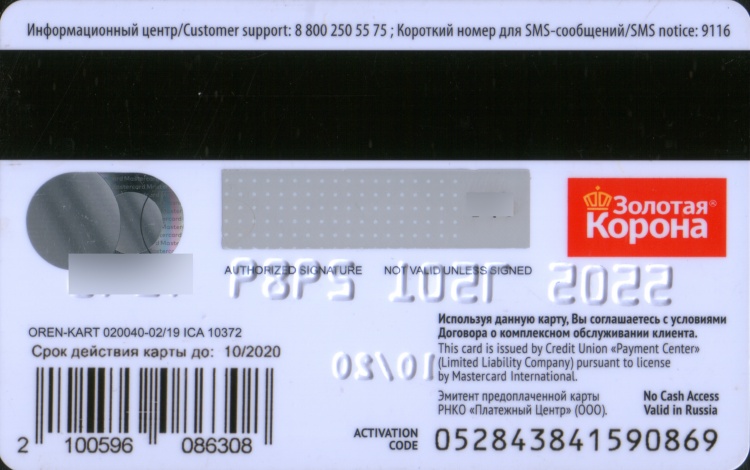 Информационный центр/Customer support: 8 800 250 55 75 ; Короткий номер для SMS-сообщений/SMS notice: 9116
Золотая®
Корона
AUTHORIZED SIGNATURE NOT VALID UNLESS SIGNED
OREN-KART 020040-02/19 ICA 10372
Срок действия карты до: 10/2020
Используя данную карту, Вы соглашаетесь с условиями
Договора о комплексном обслуживании клиента.
This card is issued by Credit Union «Payment Center»
(Limited Liability Company) pursuant to license
by Mastercard International.
Эмитент предоплаченной карты
РНКО «Платежный Центр» (ООО).
No Cash Access
Valid in Russia
2 100596 086308
ACTIVATION
CODE
052843841590869